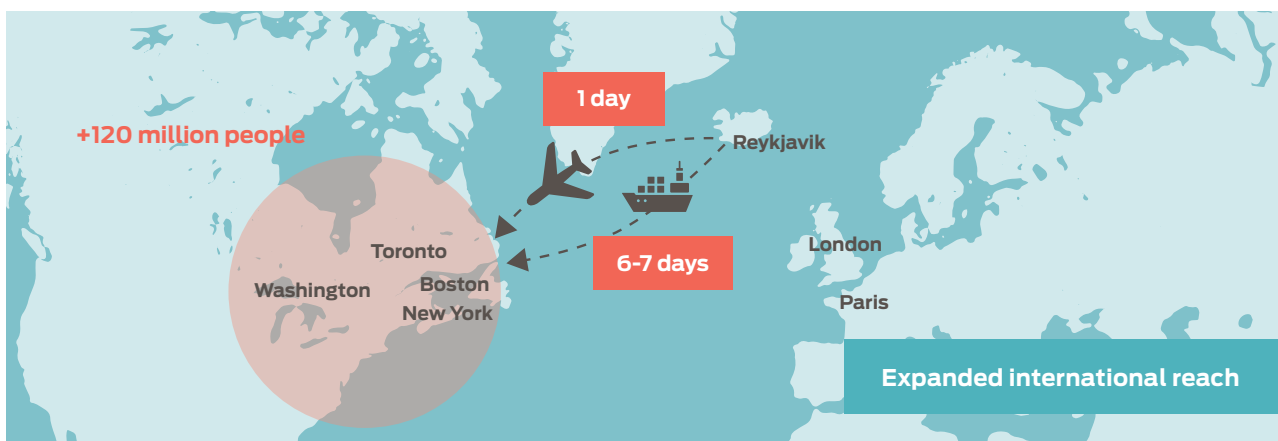 1 day
+120 million people
Reykjavik
Toronto
London
6-7 days
Washington
Boston
Paris
New York
Expanded international reach